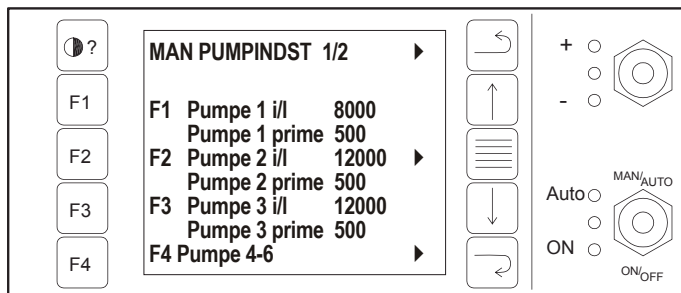 ?
F1
F2
F3
F4
MAN PUMPINDST 1/2
F1 Pumpe 1 i/l 8000
Pumpe 1 prime 500
F2 Pumpe 2 i/l 12000
Pumpe 2 prime 500
F3 Pumpe 3 i/l 12000
Pumpe 3 prime 500
F4 Pumpe 4-6
+
-
MAN/AUTO
Auto
ON
ON/OFF